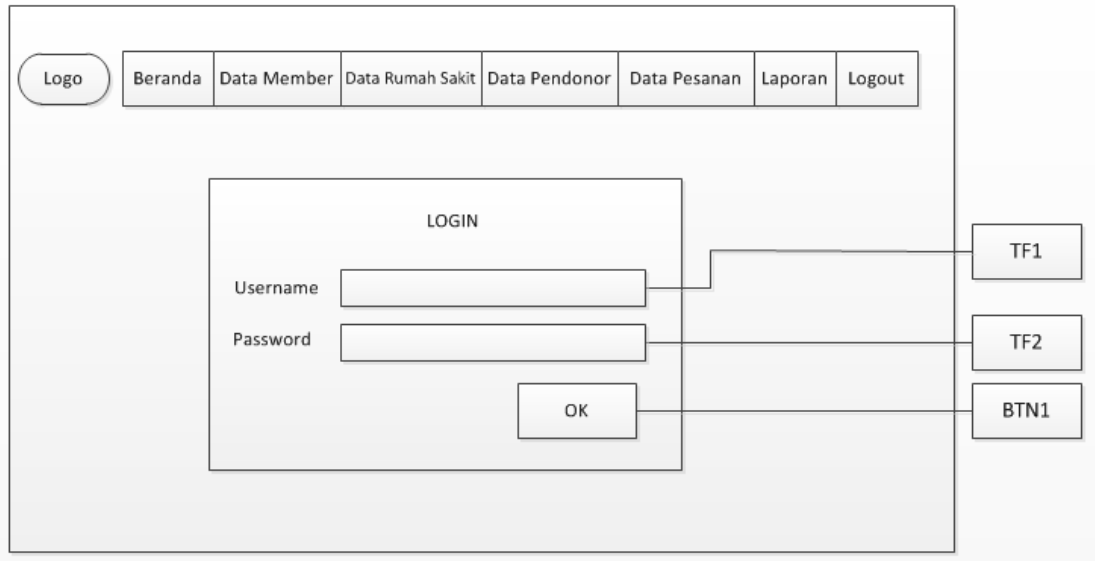 Logo Beranda Data Member Data Rumah Sakit Data Pendonor Data Pesanan Laporan Logout
LOGIN
TF1
Username
Password
TF2
OK
BTN1